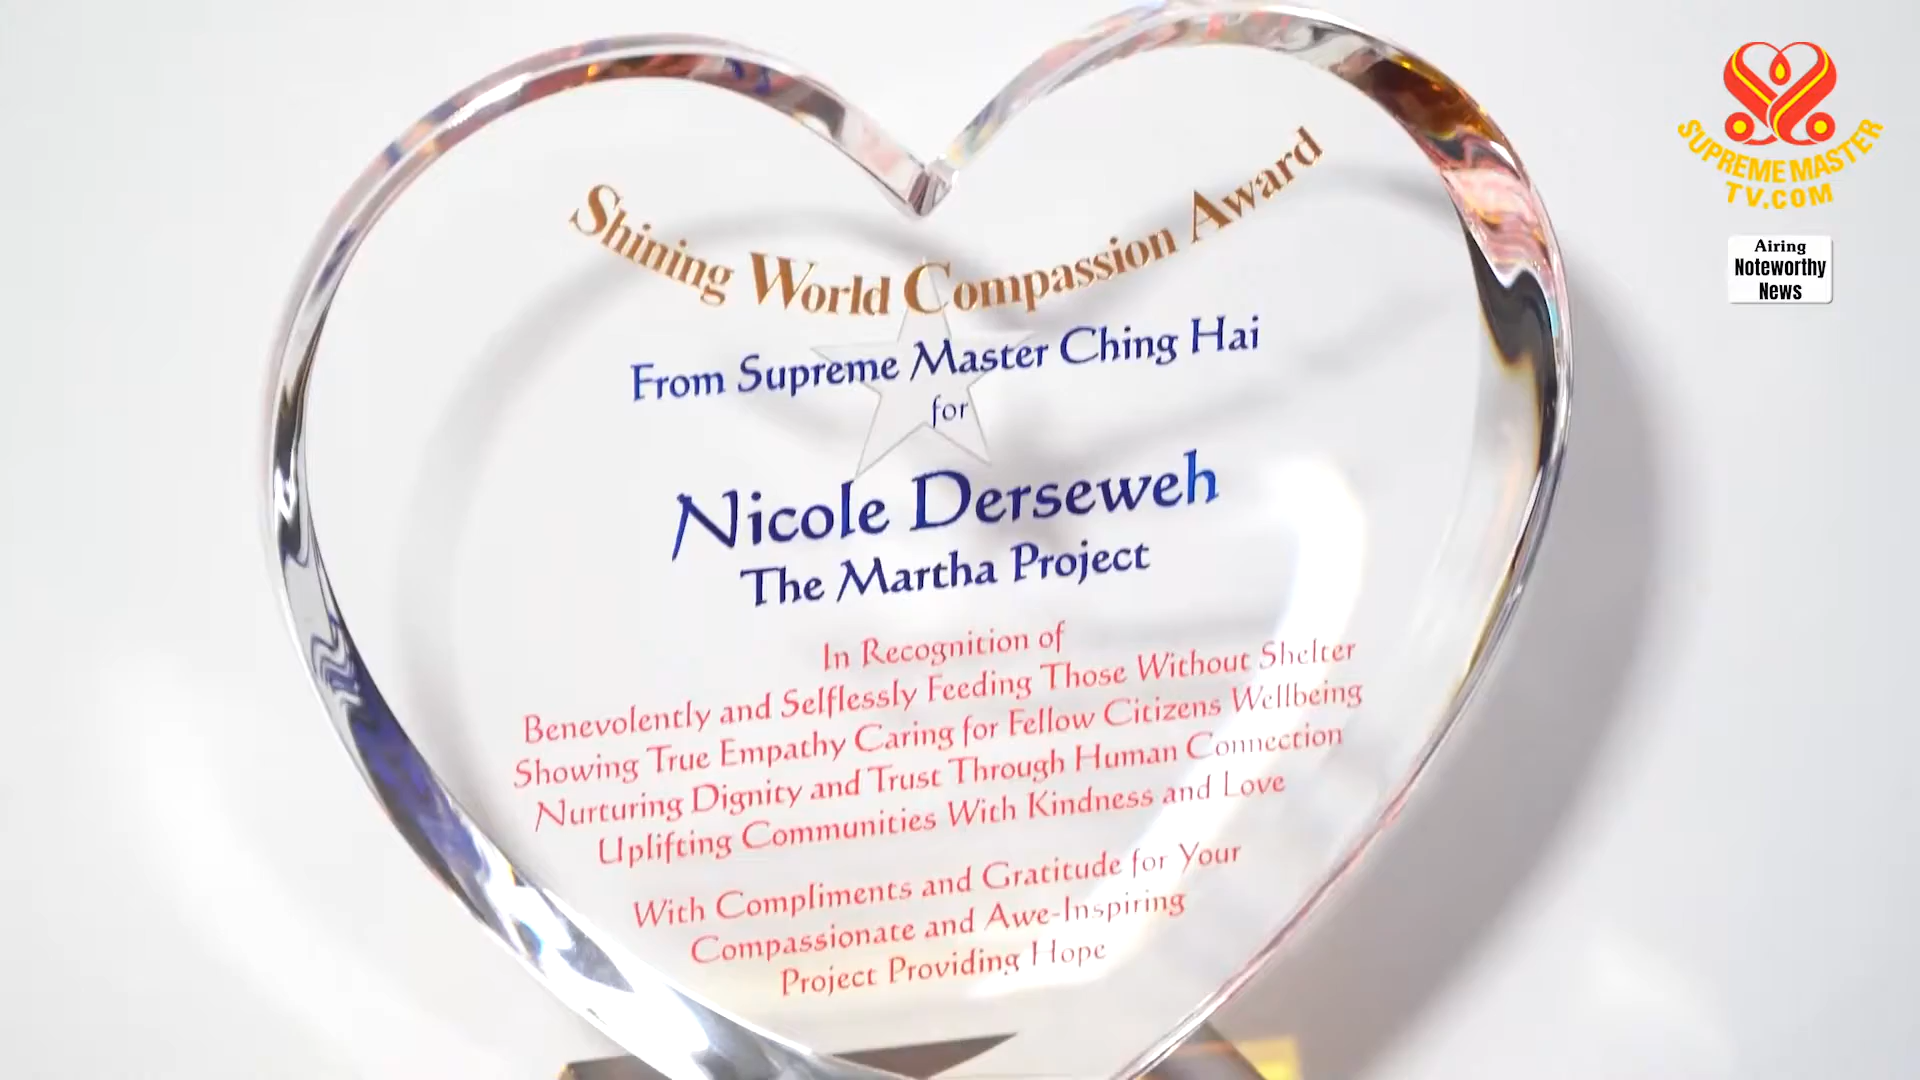 Shining World Compassion Award
From Supreme Master Ching Hai
for
Nicole Derseweh
The Martha Project
In Recognition of
Benevolently and Selflessly Feeding Those Without Shelter
Showing True Empathy Caring for Fellow Citizens Wellbeing
Nurturing Dignity and Trust Through Human Connection
Uplifting Communities With Kindness and Love
With Compliments and Gratitude for Your
Compassionate and Awe-Inspiring
Project Providing Hope
SUPREME MASTER
TV.COM
Airing
Noteworthy
News